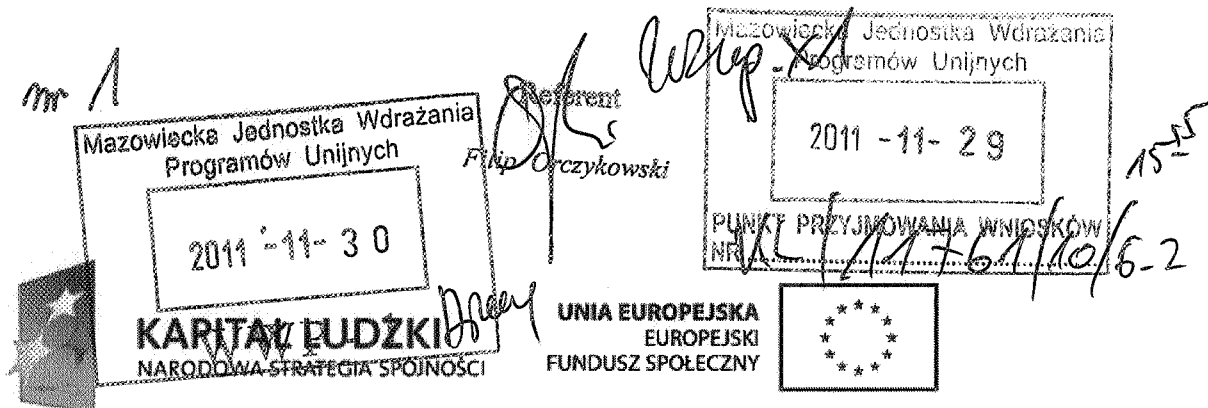 nr 1
Mazowiecka Jednostka Wdrażania
Programów Unijnych
2011 -11- 30
Referent
Filip Orczykowski
Mazowiecka Jednostka Wdrażania
Programów Unijnych
2011 -11- 29
PUNKT PRZYJMOWANIA WNIOSKÓW
NR
15 55
KAPITAŁ LUDZKI
NARODOWA STRATEGIA SPÓJNOŚCI
UNIA EUROPEJSKA
EUROPEJSKI
FUNDUSZ SPOŁECZNY